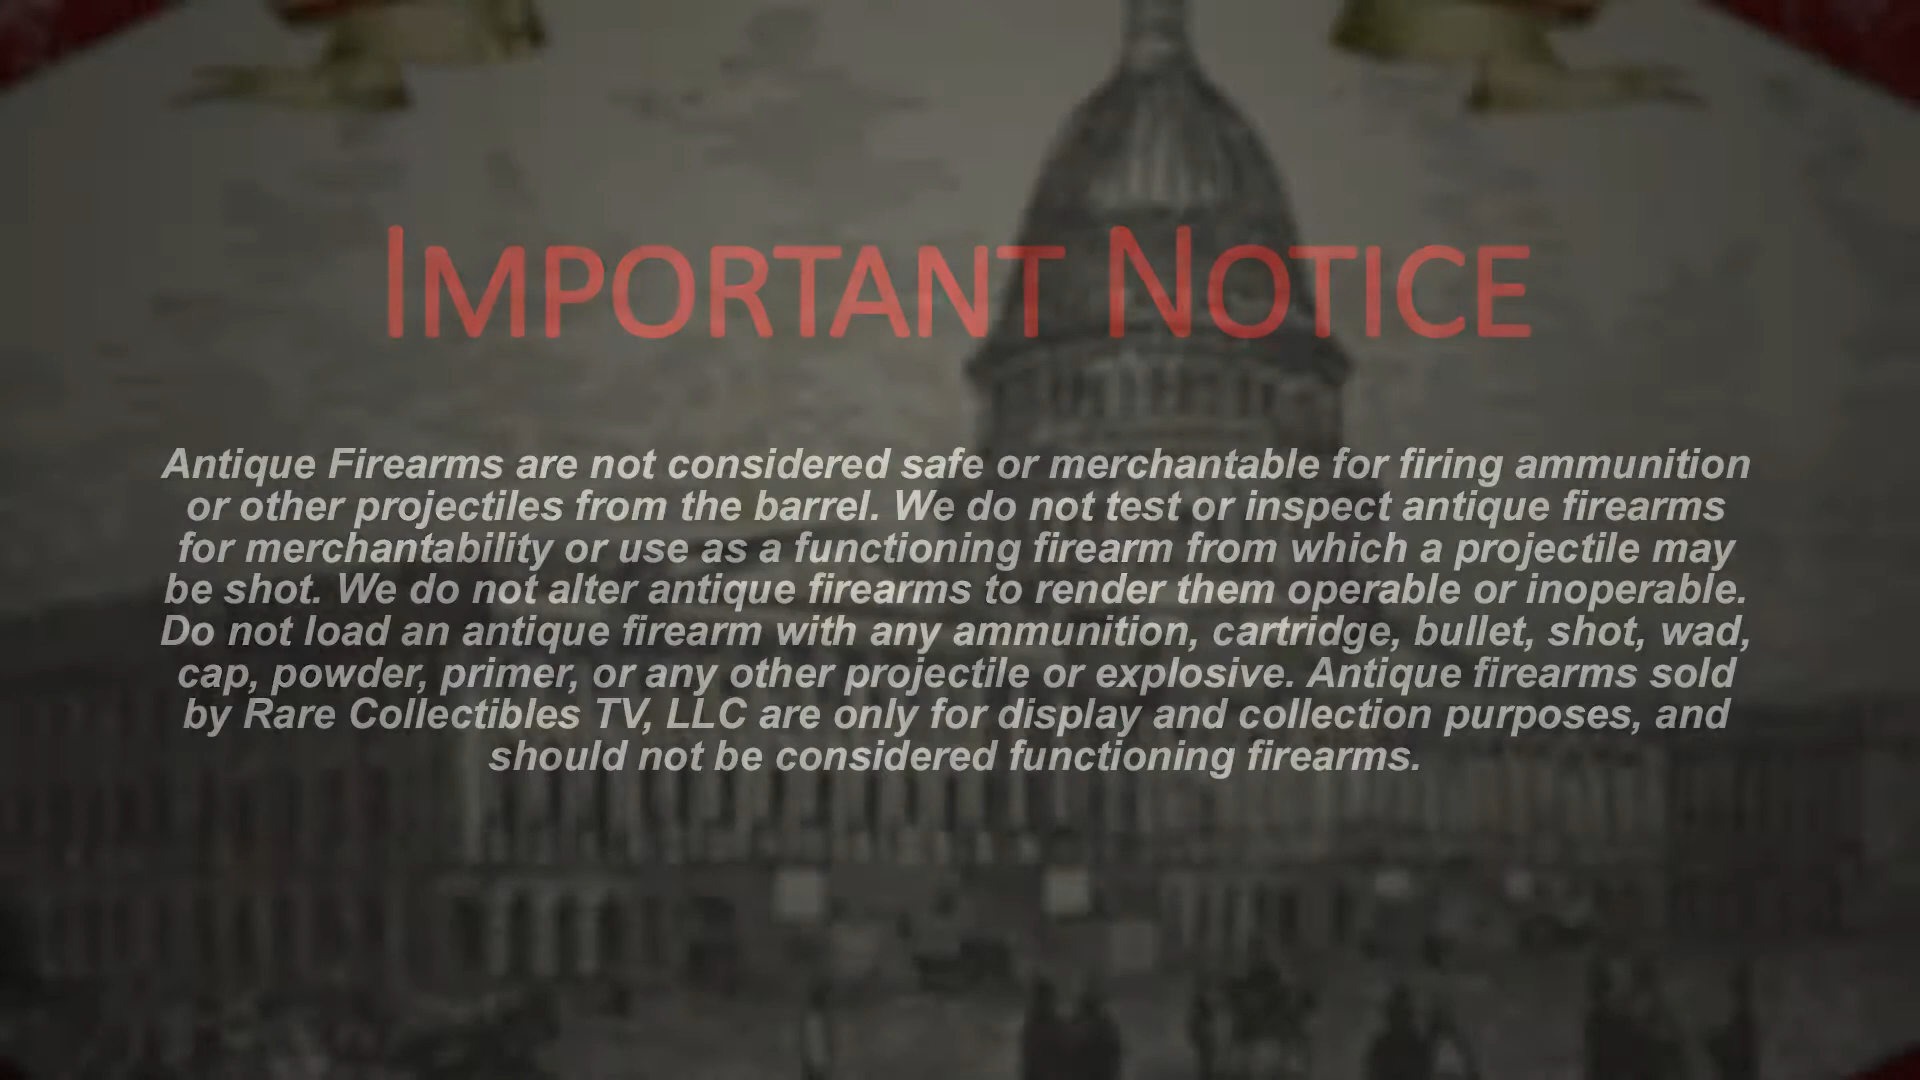 IMPORTANT NOTICE
Antique Firearms are not considered safe or merchantable for firing ammunition
or other projectiles from the barrel. We do not test or inspect antique firearms
for merchantability or use as a functioning firearm from which a projectile may
be shot. We do not alter antique firearms to render them operable or inoperable.
Do not load an antique firearm with any ammunition, cartridge, bullet, shot, wad,
cap, powder, primer, or any other projectile or explosive. Antique firearms sold
by Rare Collectibles TV, LLC are only for display and collection purposes, and
should not be considered functioning firearms.